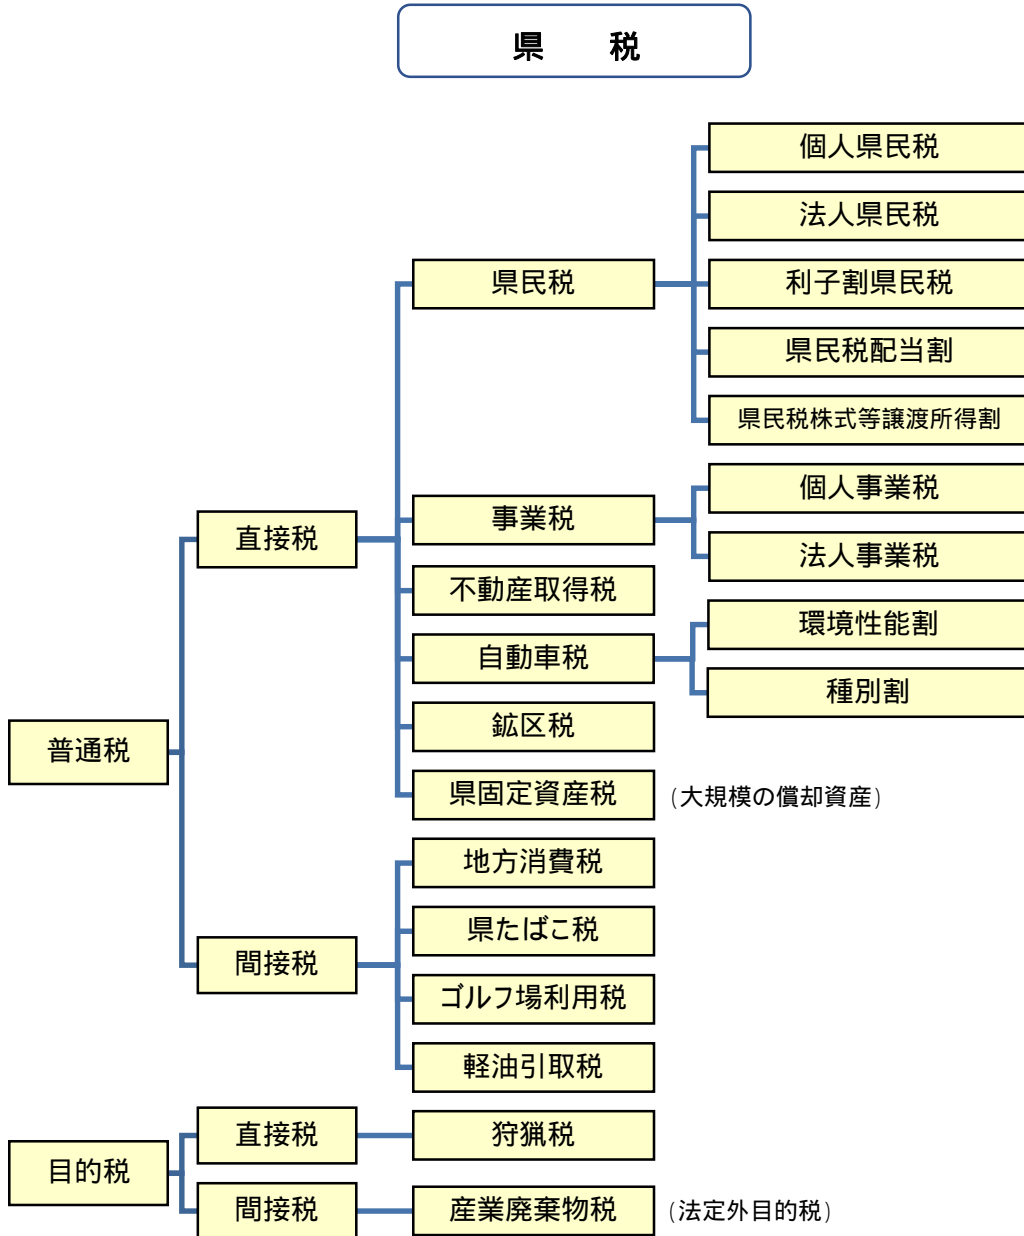 県 税
個人県民税
法人県民税
県民税
利子割県民税
県民税配当割
県民税株式等譲渡所得割
個人事業税
事業税
直接税
法人事業税
不動産取得税
環境性能割
自動車税
種別割
鉱区税
普通税
県固定資産税 (大規模の償却資産)
地方消費税
県たばこ税
間接税
ゴルフ場利用税
軽油引取税
直接税 狩猟税
目的税
間接税 産業廃棄物税 (法定外目的税)